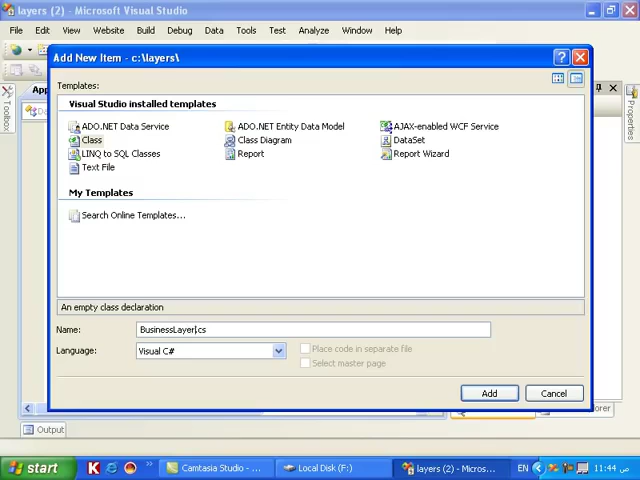 layers (2) - Microsoft Visual Studio
File Edit View Website Build Debug Data Tools Test Analyze Window Help
Add New Item - c:\layers\
Templates:
Visual Studio installed templates
ADO.NET Data Service ADO.NET Entity Data Model AJAX-enabled WCF Service
Class Class Diagram DataSet
LINQ to SQL Classes Report Report Wizard
Text File
My Templates
Search Online Templates...
An empty class declaration
Name: BusinessLayer.cs
Language: Visual C# Place code in separate file
Select master page
Add Cancel
Toolbox
Properties
Output
start Camtasia Studio - ... Local Disk (F:) layers (2) - Microso... EN 11:44 ص